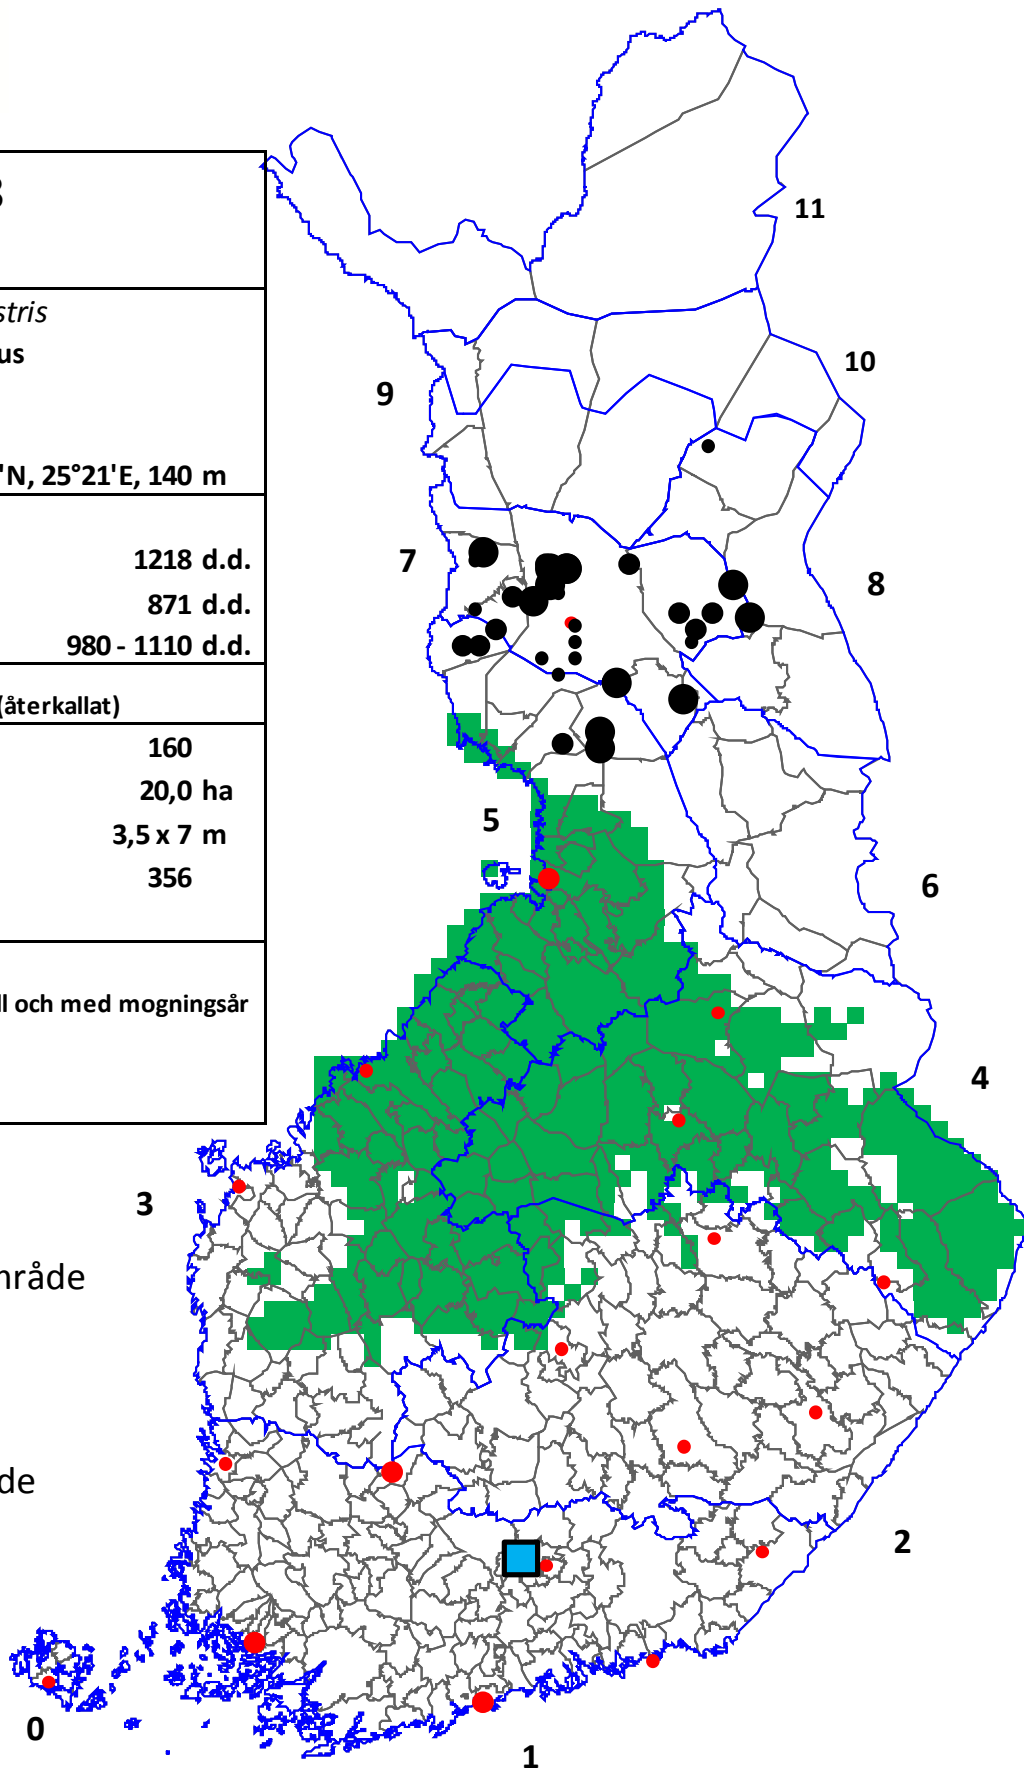 stris
us
'N, 25°21'E, 140 m
1218 d.d.
871 d.d.
980 - 1110 d.d.
(återkallat)
160
20,0 ha
3,5 x 7 m
356
ll och med mogningsår
nråde
de
11
10
9
8
7
6
5
4
3
2
1
0